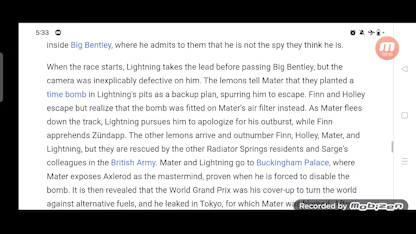 5:33
inside Big Bentley, where he admits to them that he is not the spy they think he is.
When the race starts, Lightning takes the lead before passing Big Bentley, but the
camera was inexplicably defective on him. The lemons tell Mater that they planted a
time bomb in Lightning's pits as a backup plan, spurring him to escape. Finn and Holley
escape but realize that the bomb was fitted on Mater's air filter instead. As Mater flees
down the track, Lightning pursues him to apologize for his outburst, while Finn
apprehends Zündapp. The other lemons arrive and outnumber Finn, Holley, Mater, and
Lightning, but they are rescued by the other Radiator Springs residents and Sarge's
colleagues in the British Army. Mater and Lightning go to Buckingham Palace, where
Mater exposes Axlerod as the mastermind, proven when he is forced to disable the
bomb. It is then revealed that the World Grand Prix was his cover-up to turn the world
against alternative fuels, and he leaked in Tokyo, for which Mater wa
Recorded by Mobizen